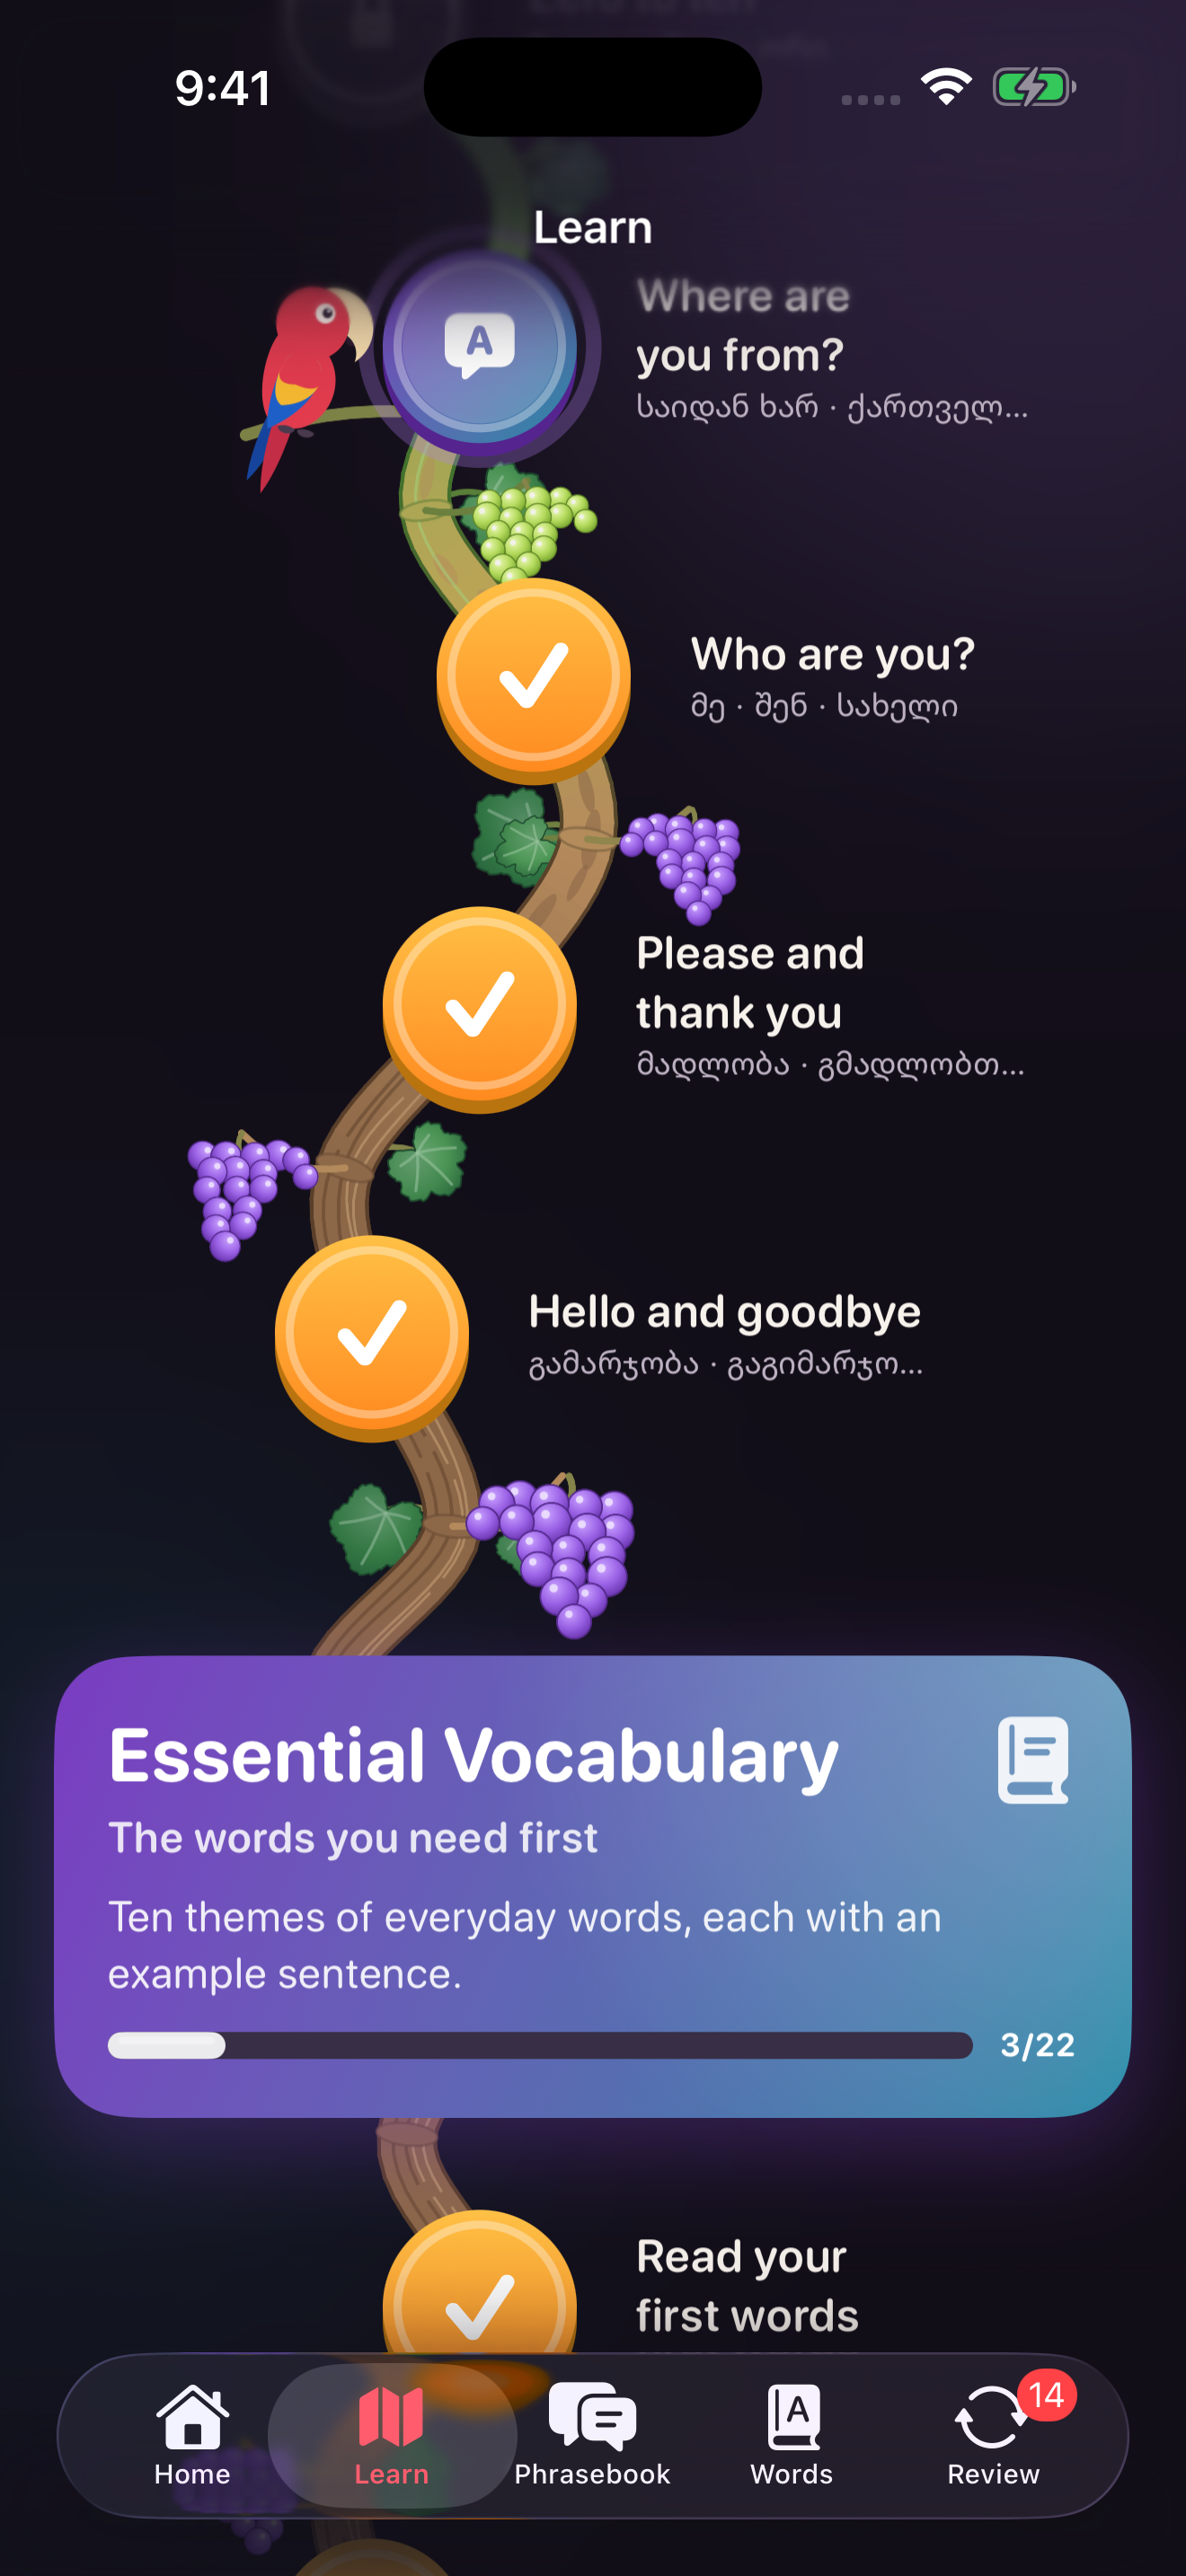 9:41
Learn
Where are
you from?
საიდან ხარ · ქართველ...
Who are you?
მე · შენ · სახელი
Please and
thank you
მადლობა · გმადლობთ...
Hello and goodbye
გამარჯობა · გაგიმარჯო...
Essential Vocabulary
The words you need first
Ten themes of everyday words, each with an
example sentence.
3/22
Read your
first words
14
Home
Learn
Phrasebook
Words
Review